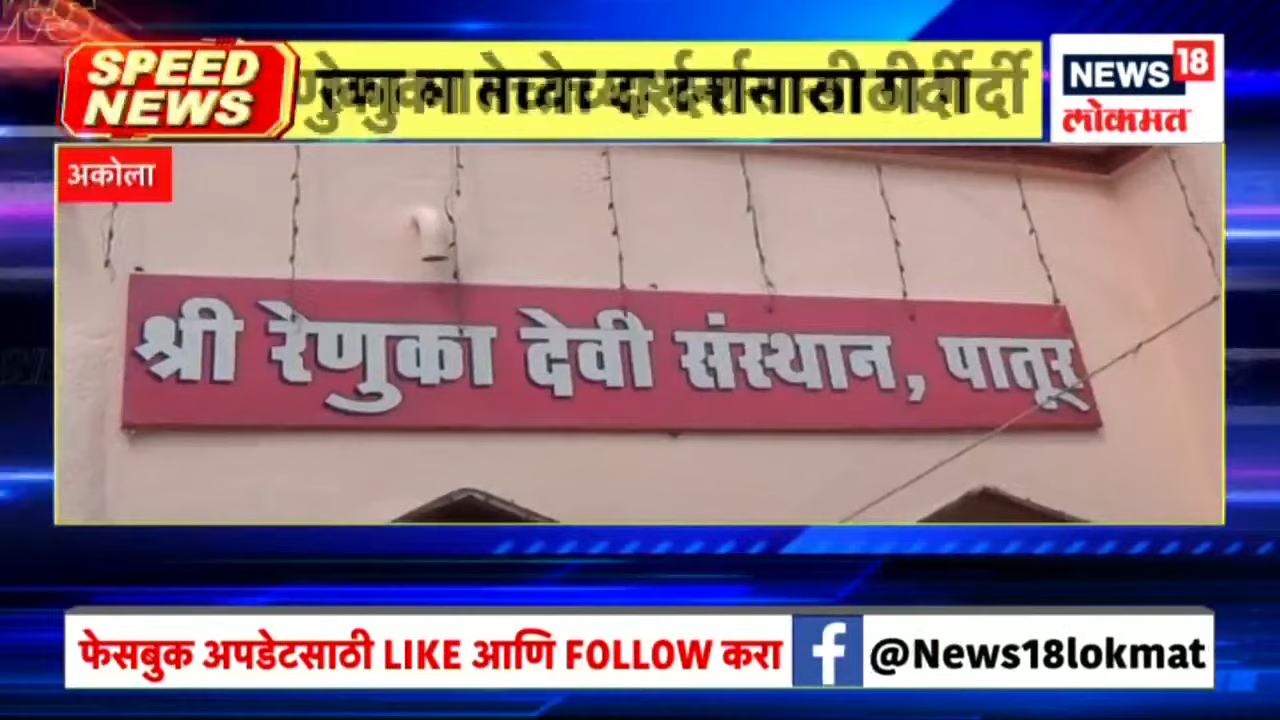 SPEED
NEWS
NEWS 18
लोकमत
अकोला
श्री रेणुका देवी संस्थान, पातूर
फेसबुक अपडेटसाठी LIKE आणि FOLLOW करा f @News18lokmat